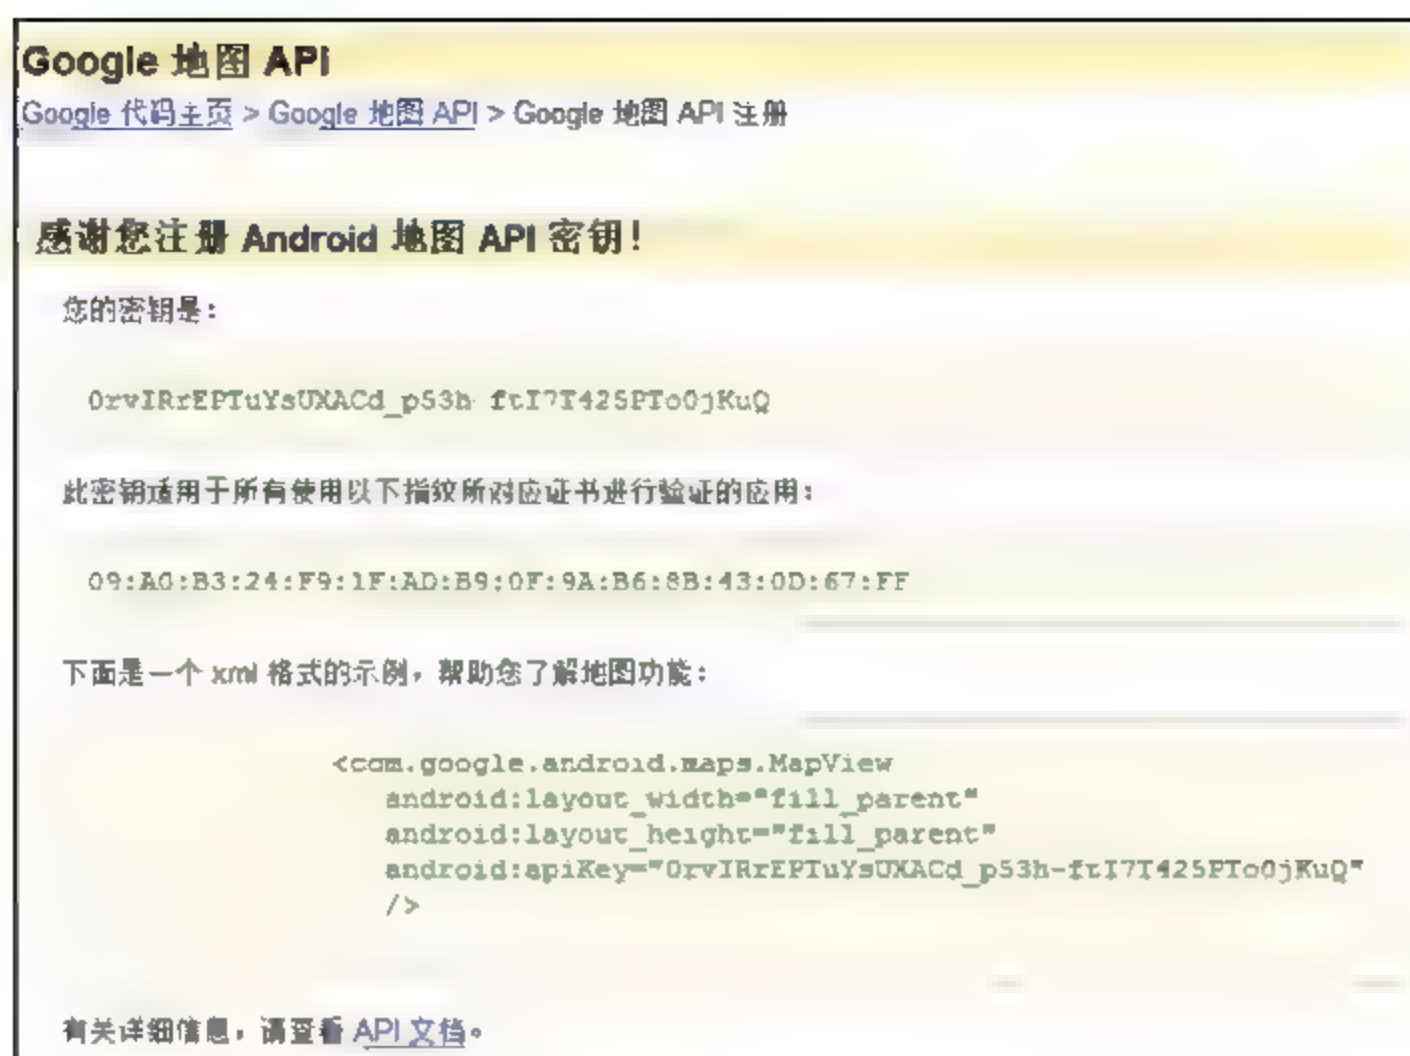 Google 地图 API
Google 代码主页 > Google 地图 API > Google 地图 API 注册
感谢您注册 Android 地图 API 密钥!
您的密钥是:
0rvIRrEPTuYsUXACd_p53h-ftI7T425PTo0jKuQ
此密钥适用于所有使用以下指纹所对应证书进行验证的应用:
09:A0:B3:24:F9:1F:AD:B9:0F:9A:B6:8B:43:0D:67:FF
下面是一个 xml 格式的示例,帮助您了解地图功能:
<com.google.android.maps.MapView
android:layout_width="fill_parent"
android:layout_height="fill_parent"
android:apiKey="0rvIRrEPTuYsUXACd_p53h-ftI7T425PTo0jKuQ"
/>
有关详细信息,请查看 API 文档。